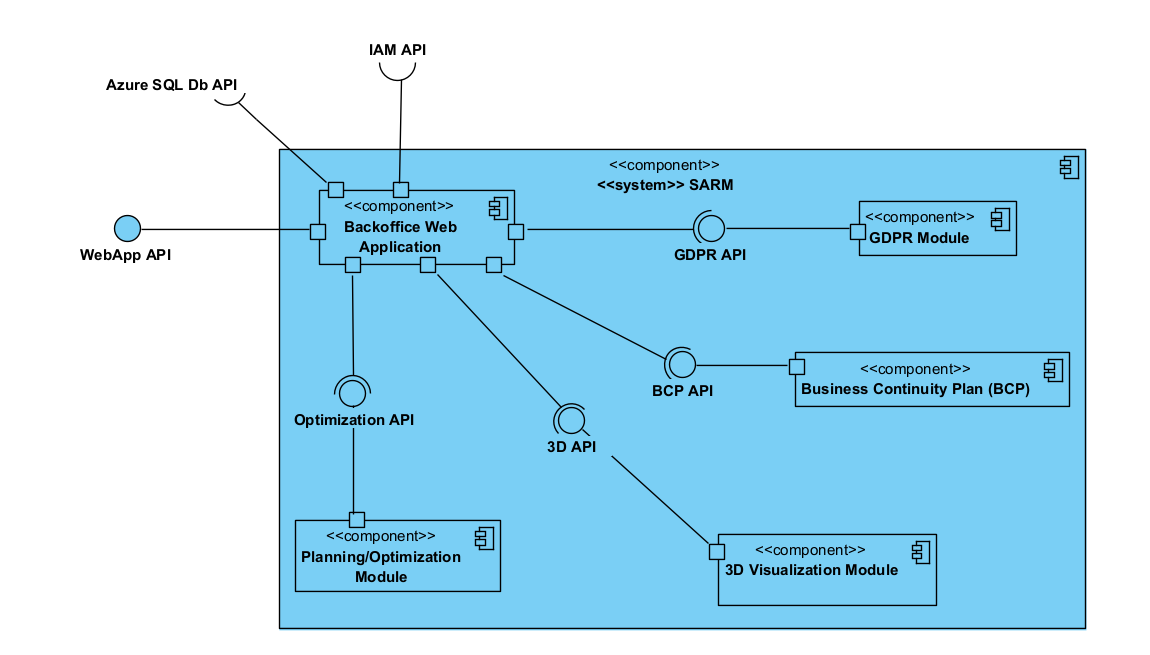 IAM API
Azure SQL Db API
<<component>>
<<system>> SARM
<<component>>
Backoffice Web
Application
WebApp API
GDPR API
<<component>>
GDPR Module
BCP API
<<component>>
Business Continuity Plan (BCP)
Optimization API
3D API
<<component>>
Planning/Optimization
Module
<<component>>
3D Visualization Module